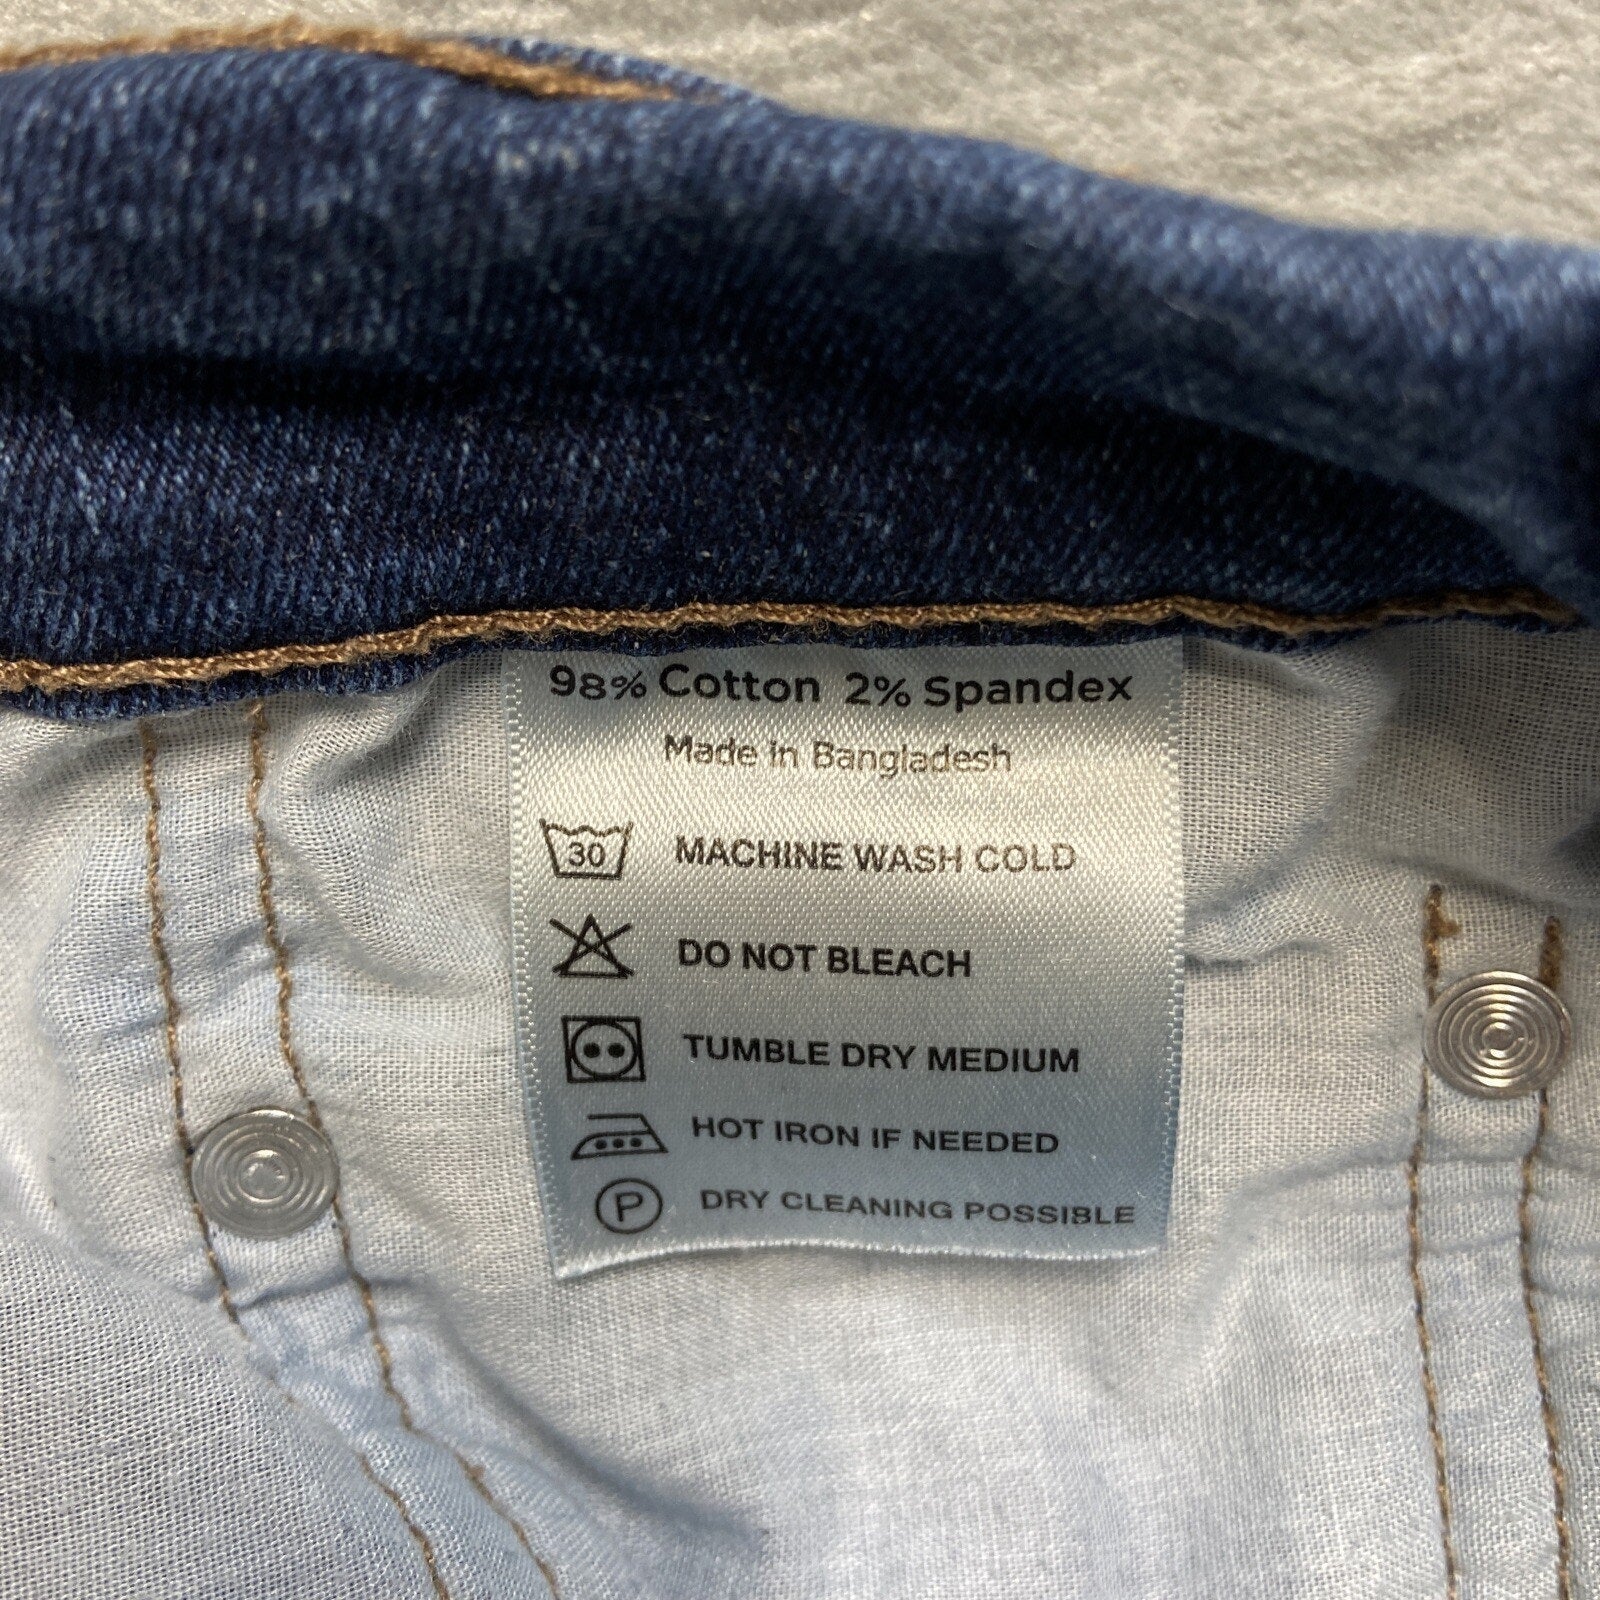 98% Cotton 2% Spandex
Made in Bangladesh
30 MACHINE WASH COLD
DO NOT BLEACH
TUMBLE DRY MEDIUM
HOT IRON IF NEEDED
P DRY CLEANING POSSIBLE